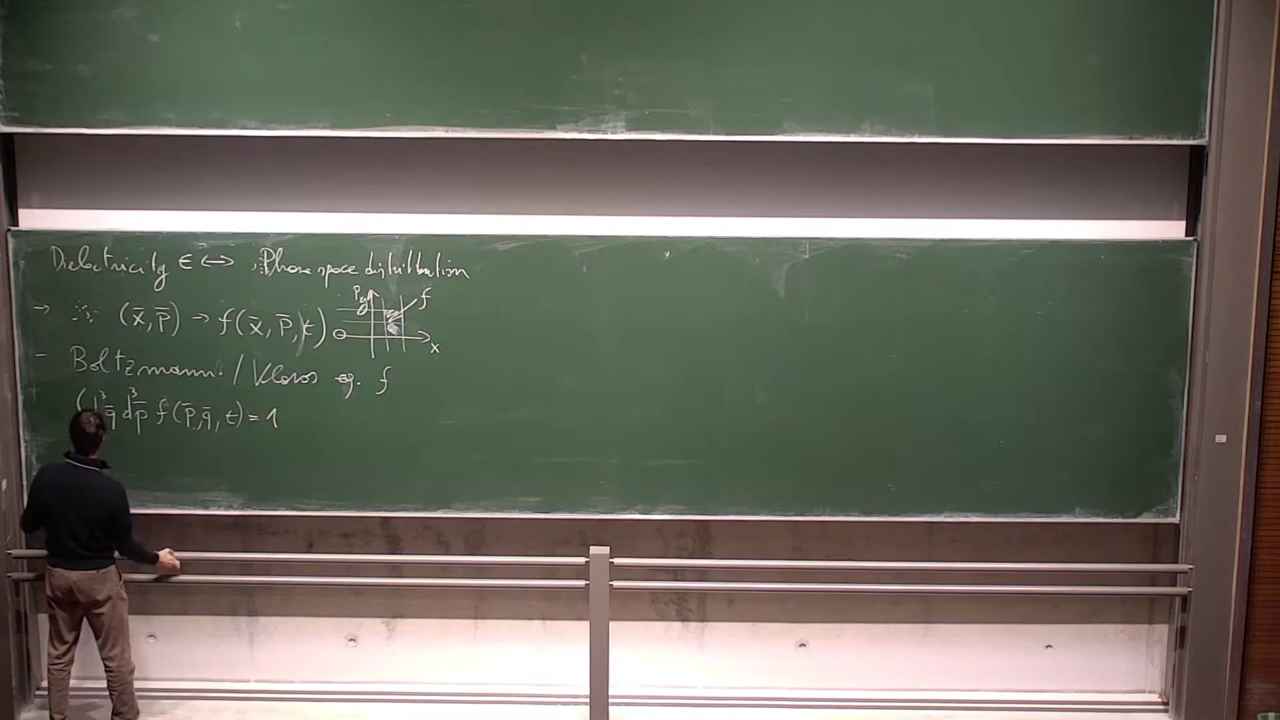 Dielectricity ϵ ↔ Phase space distribution
→ ∴ (x̄, p̄) → f(x̄, p̄, t) P y f x
- Boltzmann / Vlasov eq. f
∫d³q̄ d³p̄ f(p̄, q̄, t) = 1